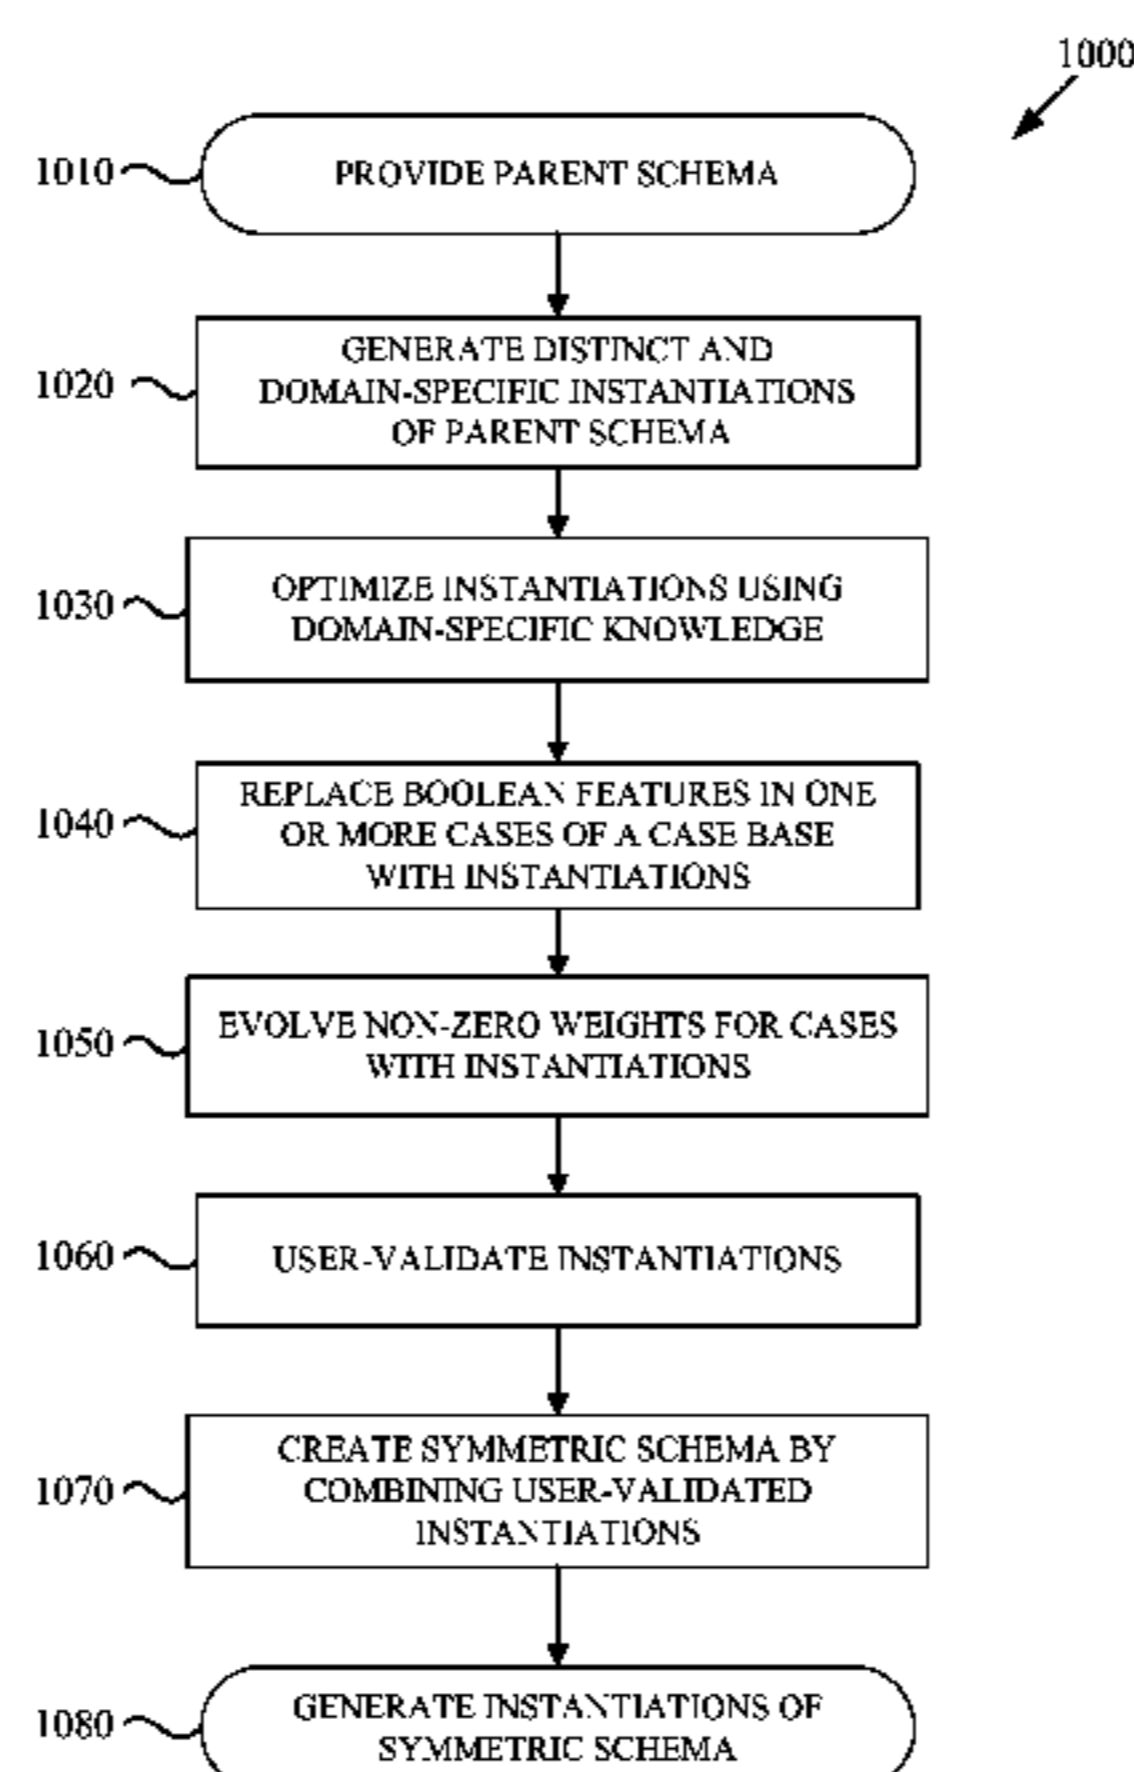 1000
1010
PROVIDE PARENT SCHEMA
1020
GENERATE DISTINCT AND
DOMAIN-SPECIFIC INSTANTIATIONS
OF PARENT SCHEMA
1030
OPTIMIZE INSTANTIATIONS USING
DOMAIN-SPECIFIC KNOWLEDGE
1040
REPLACE BOOLEAN FEATURES IN ONE
OR MORE CASES OF A CASE BASE
WITH INSTANTIATIONS
1050
EVOLVE NON-ZERO WEIGHTS FOR CASES
WITH INSTANTIATIONS
1060
USER-VALIDATE INSTANTIATIONS
1070
CREATE SYMMETRIC SCHEMA BY
COMBINING USER-VALIDATED
INSTANTIATIONS
1080
GENERATE INSTANTIATIONS OF
SYMMETRIC SCHEMA